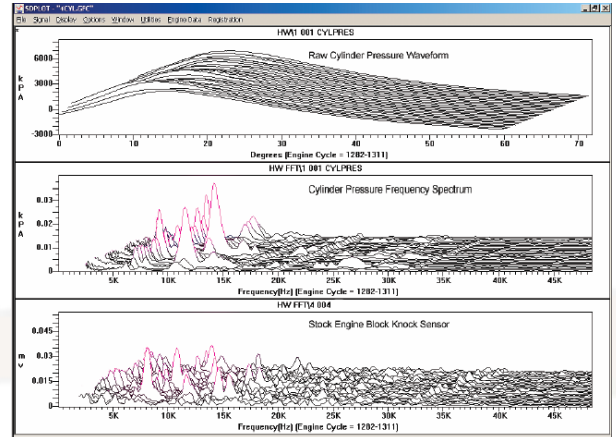 SDPLOT - "4CYL.GFC"
File Signal Display Options Window Utilities Engine Data Registration
HW\1 001 CYLPRES
Raw Cylinder Pressure Waveform
6000
3000
0
-3000
k
P
A
0 10 20 30 40 50 60 70
Degrees (Engine Cycle = 1282-1311)
HW FFT\1 001 CYLPRES
Cylinder Pressure Frequency Spectrum
0.03
0.02
0.01
0
k
P
A
5K 10K 15K 20K 25K 30K 35K 40K 45K
Frequency(Hz) (Engine Cycle = 1282-1311)
HW FFT\4 004
Stock Engine Block Knock Sensor
0.045
0.03
0.015
0
m
v
5K 10K 15K 20K 25K 30K 35K 40K 45K
Frequency(Hz) (Engine Cycle = 1282-1311)